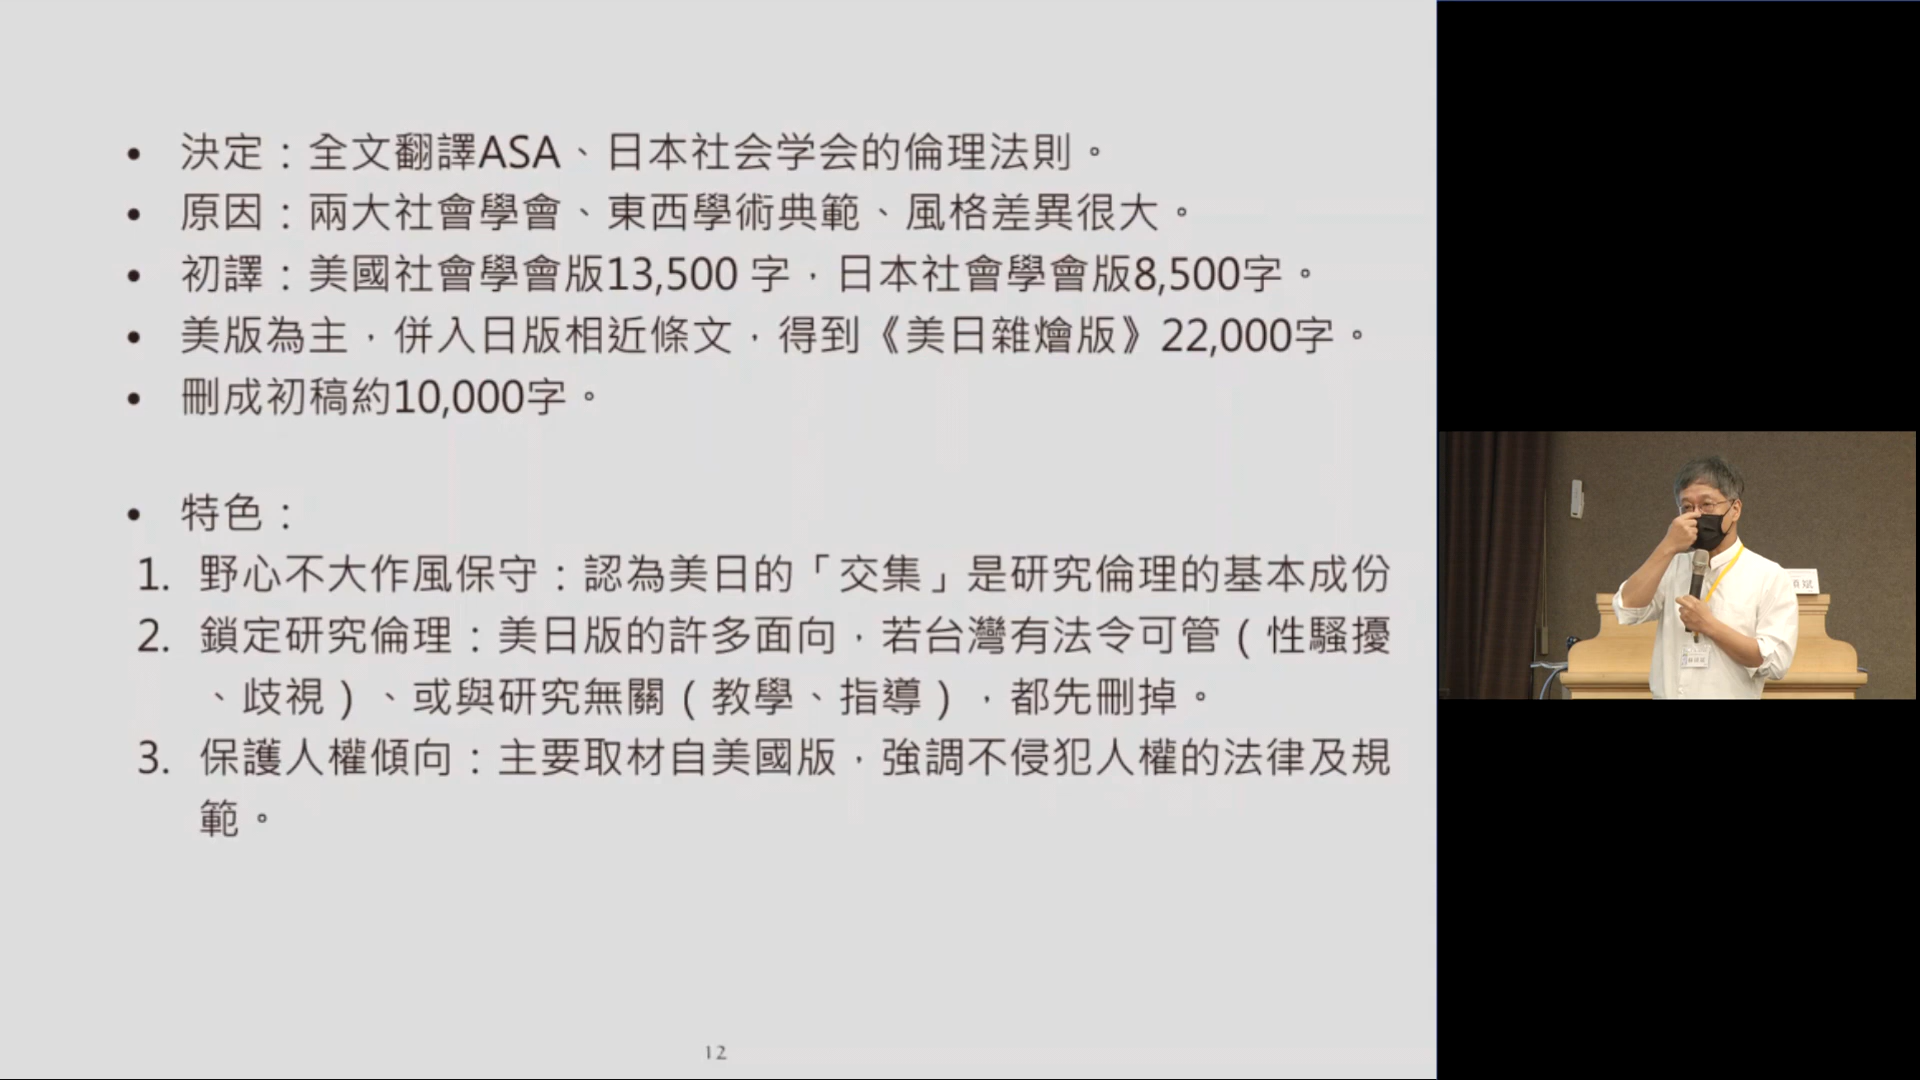 • 決定：全文翻譯ASA、日本社会学会的倫理法則。
• 原因：兩大社會學會、東西學術典範、風格差異很大。
• 初譯：美國社會學會版13,500 字，日本社會學會版8,500字。
• 美版為主，併入日版相近條文，得到《美日雜燴版》22,000字。
• 刪成初稿約10,000字。
• 特色：
1. 野心不大作風保守：認為美日的「交集」是研究倫理的基本成份
2. 鎖定研究倫理：美日版的許多面向，若台灣有法令可管（性騷擾
、歧視）、或與研究無關（教學、指導），都先刪掉。
3. 保護人權傾向：主要取材自美國版，強調不侵犯人權的法律及規
範。
12